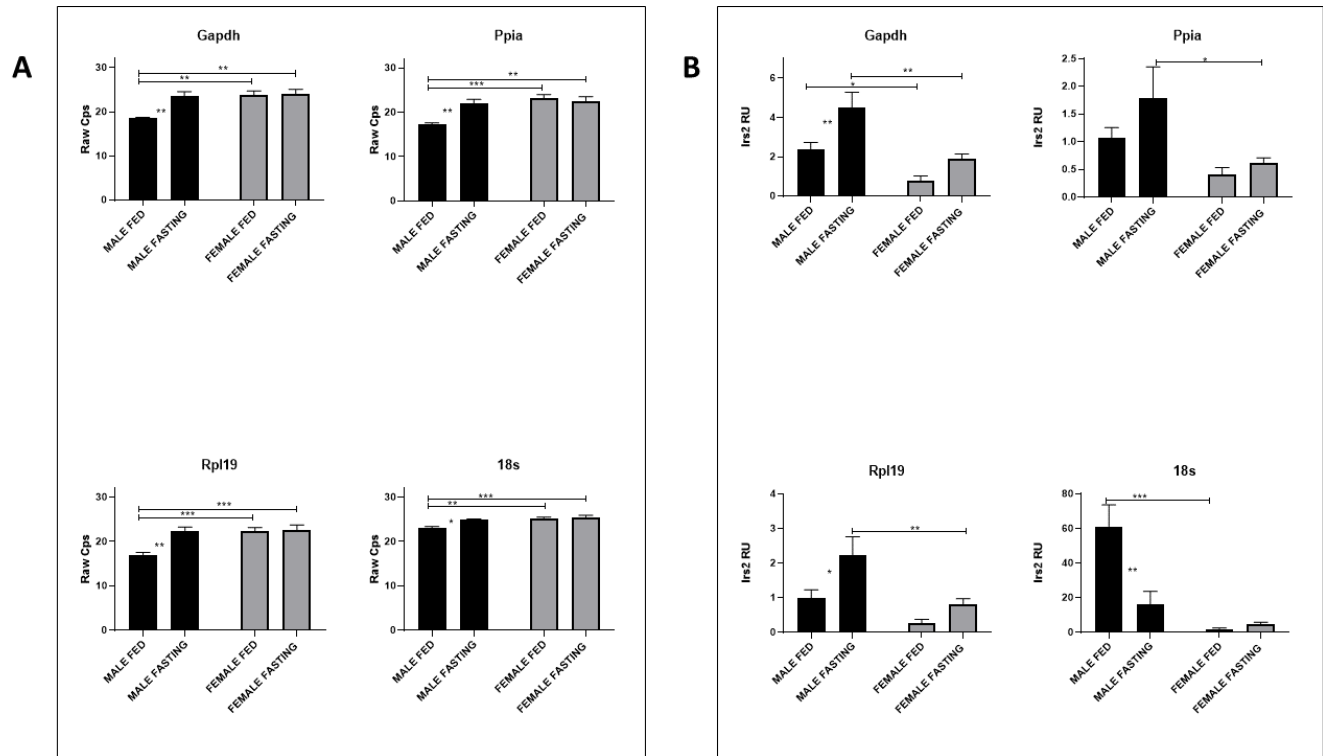 A
Gapdh
Raw Cps
30
20
10
0
**
**
**
MALE FED
MALE FASTING
FEMALE FED
FEMALE FASTING
Ppia
Raw Cps
30
20
10
0
**
***
**
MALE FED
MALE FASTING
FEMALE FED
FEMALE FASTING
Rpl19
Raw Cps
30
20
10
0
***
***
**
MALE FED
MALE FASTING
FEMALE FED
FEMALE FASTING
18s
Raw Cps
30
20
10
0
***
**
*
MALE FED
MALE FASTING
FEMALE FED
FEMALE FASTING
B
Gapdh
Irs2 RU
6
4
2
0
**
*
**
MALE FED
MALE FASTING
FEMALE FED
FEMALE FASTING
Ppia
Irs2 RU
2.5
2.0
1.5
1.0
0.5
0.0
*
MALE FED
MALE FASTING
FEMALE FED
FEMALE FASTING
Rpl19
Irs2 RU
4
3
2
1
0
**
*
MALE FED
MALE FASTING
FEMALE FED
FEMALE FASTING
18s
Irs2 RU
80
60
40
20
0
***
**
MALE FED
MALE FASTING
FEMALE FED
FEMALE FASTING